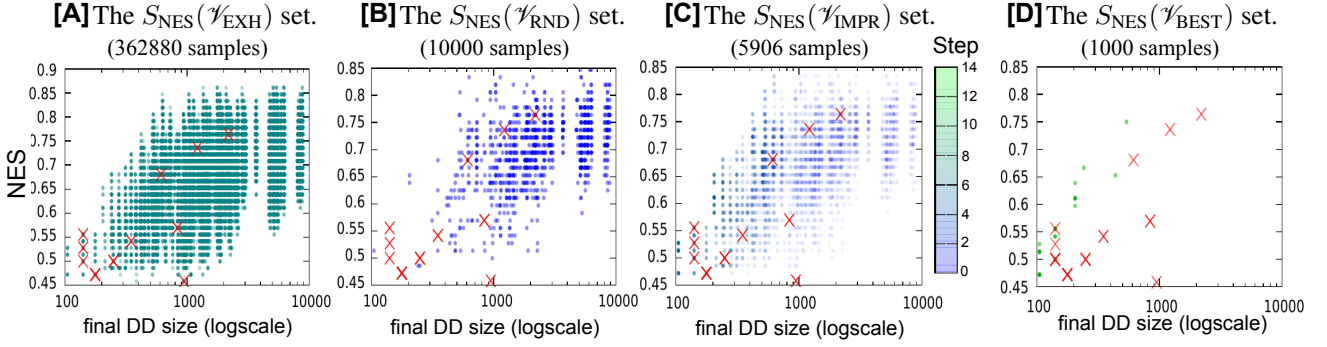 [A] The S_NES(𝒱_EXH) set.
(362880 samples)
[B] The S_NES(𝒱_RND) set.
(10000 samples)
[C] The S_NES(𝒱_IMPR) set.
(5906 samples)
[D] The S_NES(𝒱_BEST) set.
(1000 samples)
NES
0.9
0.85
0.8
0.75
0.7
0.65
0.6
0.55
0.5
0.45
100 1000 10000
final DD size (logscale)
0.85
0.8
0.75
0.7
0.65
0.6
0.55
0.5
0.45
100 1000 10000
final DD size (logscale)
0.85
0.8
0.75
0.7
0.65
0.6
0.55
0.5
0.45
100 1000 10000
final DD size (logscale)
Step
14
12
10
8
6
4
2
0
0.85
0.8
0.75
0.7
0.65
0.6
0.55
0.5
0.45
100 1000 10000
final DD size (logscale)